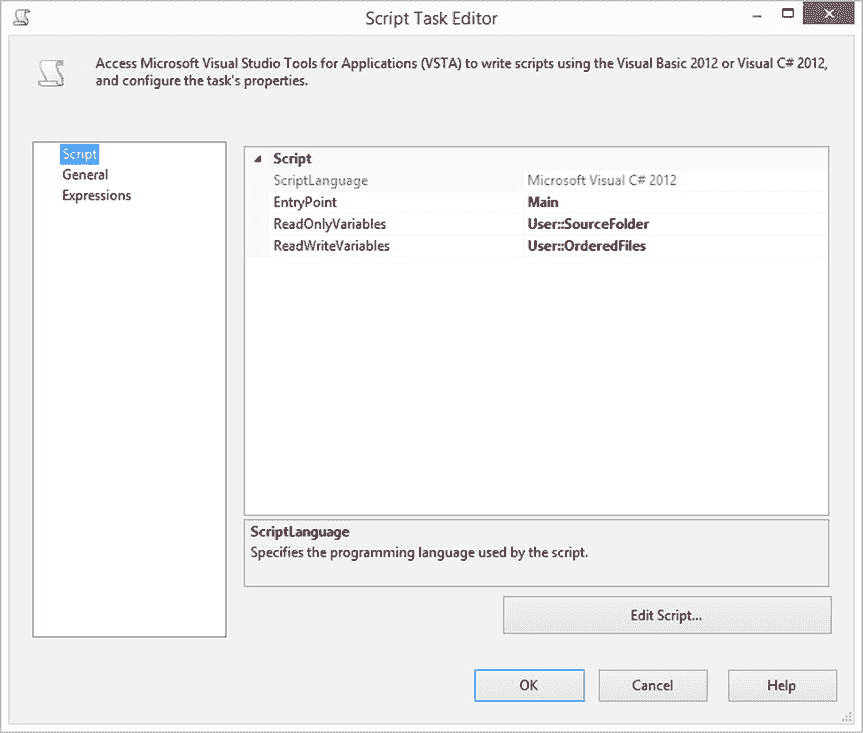 Script Task Editor
Access Microsoft Visual Studio Tools for Applications (VSTA) to write scripts using the Visual Basic 2012 or Visual C# 2012,
and configure the task's properties.
Script
General
Expressions
Script
ScriptLanguage Microsoft Visual C# 2012
EntryPoint Main
ReadOnlyVariables User::SourceFolder
ReadWriteVariables User::OrderedFiles
ScriptLanguage
Specifies the programming language used by the script.
Edit Script...
OK Cancel Help